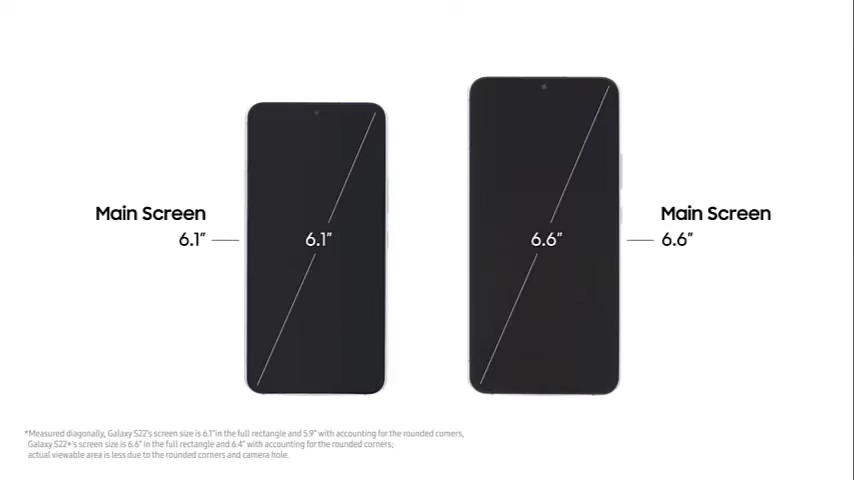 Main Screen
6.1"
6.1"
6.6"
Main Screen
6.6"
*Measured diagonally, Galaxy S22's screen size is 6.1" in the full rectangle and 5.9" with accounting for the rounded corners,
Galaxy S22+'s screen size is 6.6" in the full rectangle and 6.4" with accounting for the rounded corners;
actual viewable area is less due to the rounded corners and camera hole.